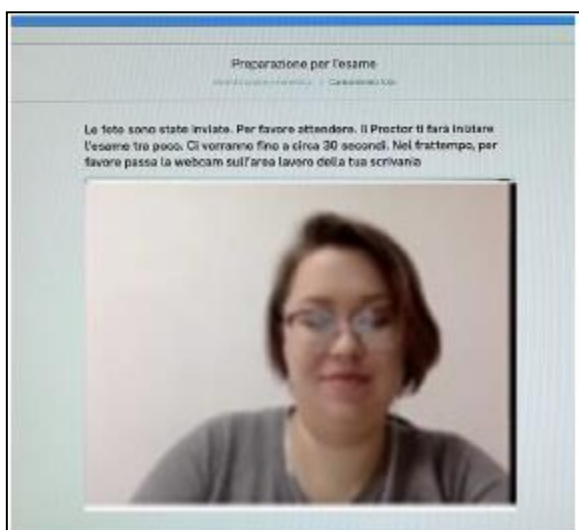 Preparazione per l'esame
Caricamento foto
Le foto sono state inviate. Per favore attendere. Il Proctor ti farà iniziare
l'esame tra poco. Ci vorranno fino a circa 30 secondi. Nel frattempo, per
favore passa la webcam sull'area lavoro della tua scrivania